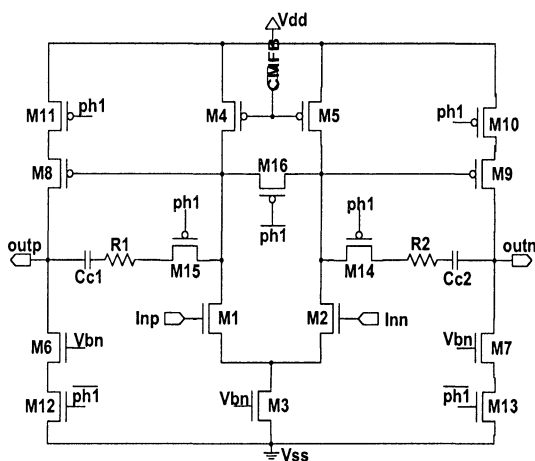 Vdd
CMFB
M11
ph1
M4
M5
ph1
M10
M8
M16
M9
ph1
ph1
ph1
outp
R1
R2
outn
Cc1
M15
M14
Cc2
Inp
M1
M2
Inn
M6
Vbn
Vbn
M7
M12
ph1
Vbn
M3
ph1
M13
Vss